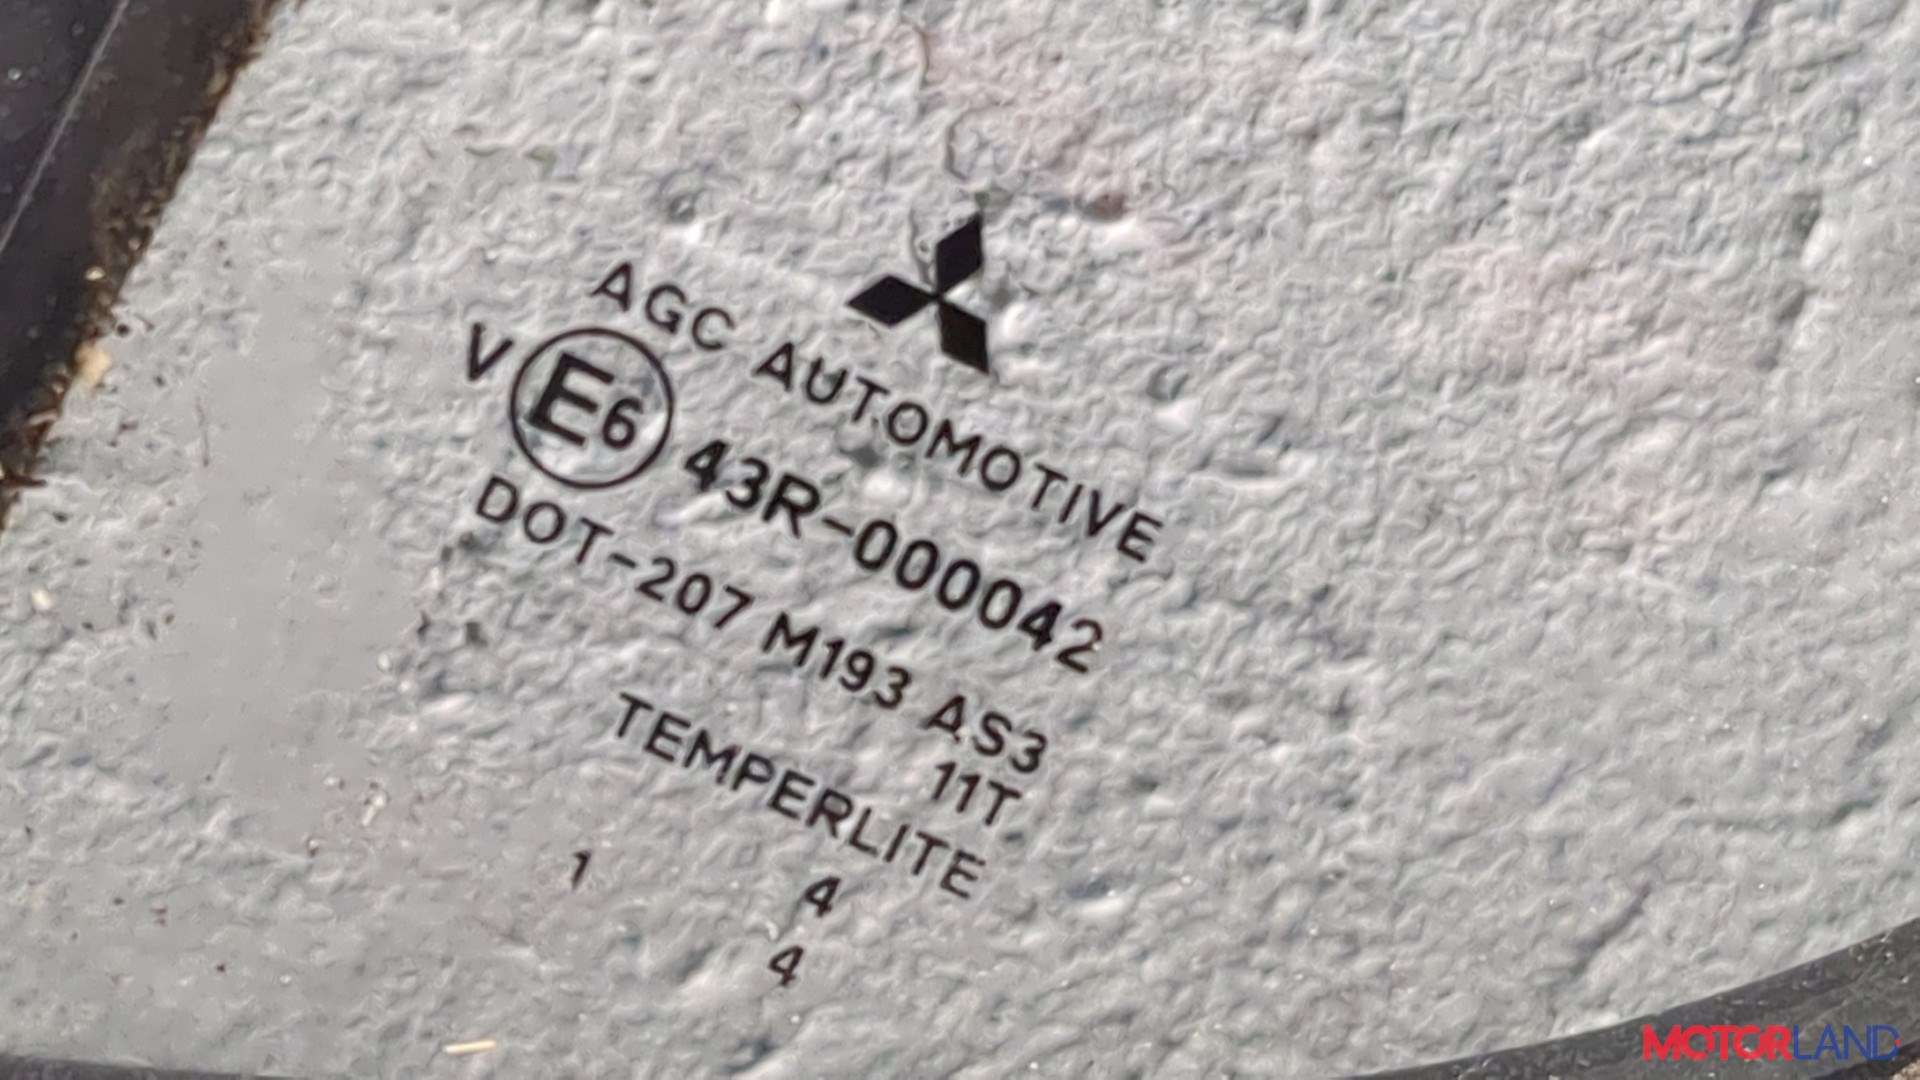 AGC AUTOMOTIVE
V E6 43R-000042
DOT-207 M193 AS3
11T
TEMPERLITE
1 4
4
MOTORLAND